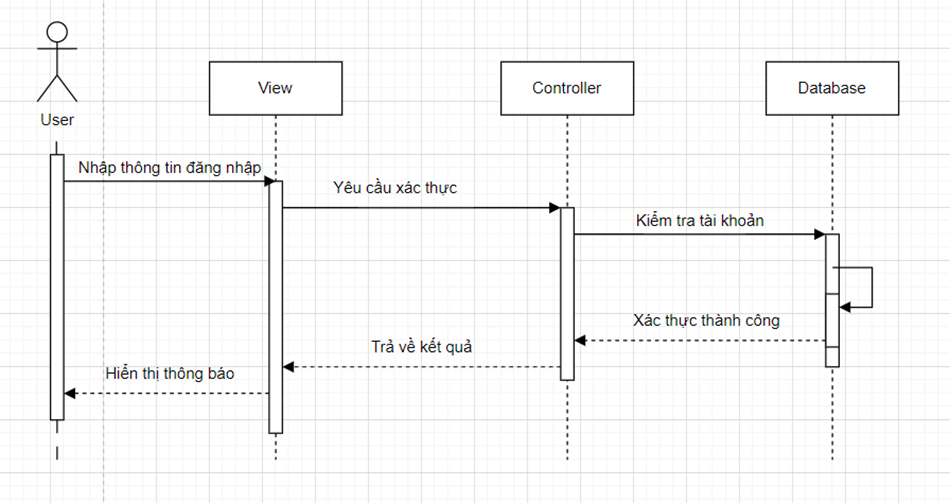 View
Controller
Database
User
Nhập thông tin đăng nhập
Yêu cầu xác thực
Kiểm tra tài khoản
Xác thực thành công
Trả về kết quả
Hiển thị thông báo